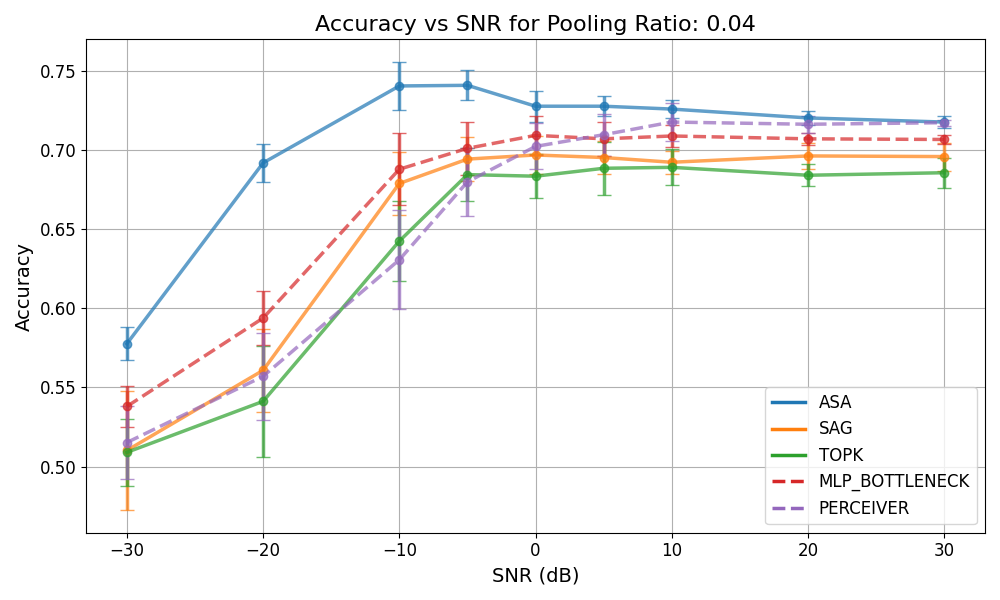 Accuracy vs SNR for Pooling Ratio: 0.04
0.75
0.70
0.65
0.60
0.55
0.50
Accuracy
−30
−20
−10
0
10
20
30
SNR (dB)
ASA
SAG
TOPK
MLP_BOTTLENECK
PERCEIVER